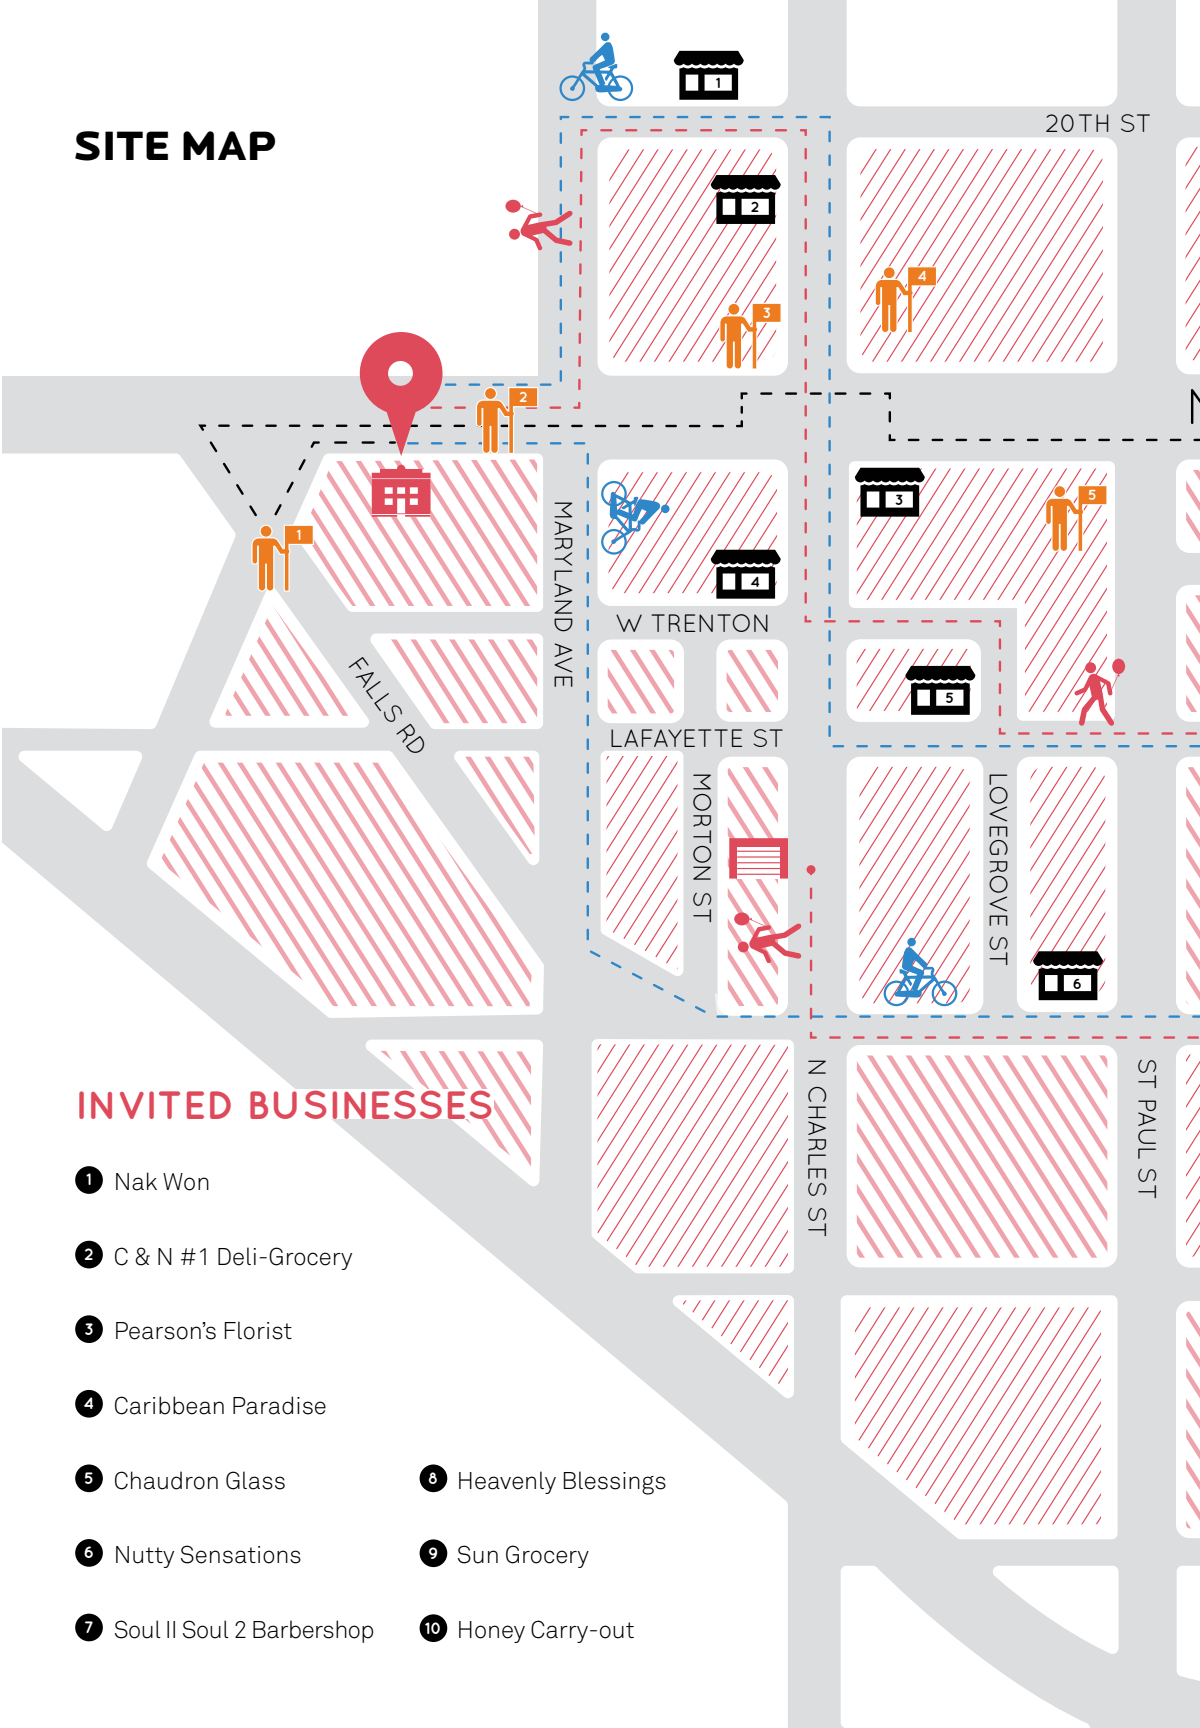 1
20TH ST
SITE MAP
2
4
3
2
N
3
5
1
MARYLAND AVE
4
W TRENTON
FALLS RD
5
LAFAYETTE ST
MORTON ST
LOVEGROVE ST
6
N CHARLES ST
ST PAUL ST
INVITED BUSINESSES
1 Nak Won
2 C & N #1 Deli-Grocery
3 Pearson's Florist
4 Caribbean Paradise
5 Chaudron Glass
6 Nutty Sensations
7 Soul II Soul 2 Barbershop
8 Heavenly Blessings
9 Sun Grocery
10 Honey Carry-out